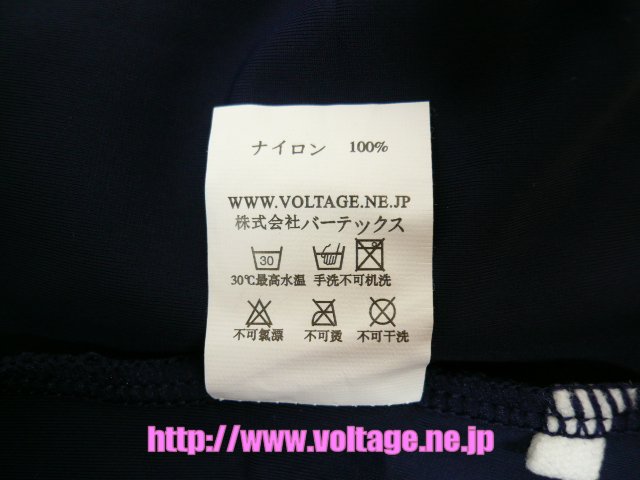 ナイロン 100%
WWW.VOLTAGE.NE.JP
株式会社バーテックス
30
30℃最高水温 手洗不可机洗
不可氯漂 不可烫 不可干洗
http://www.voltage.ne.jp